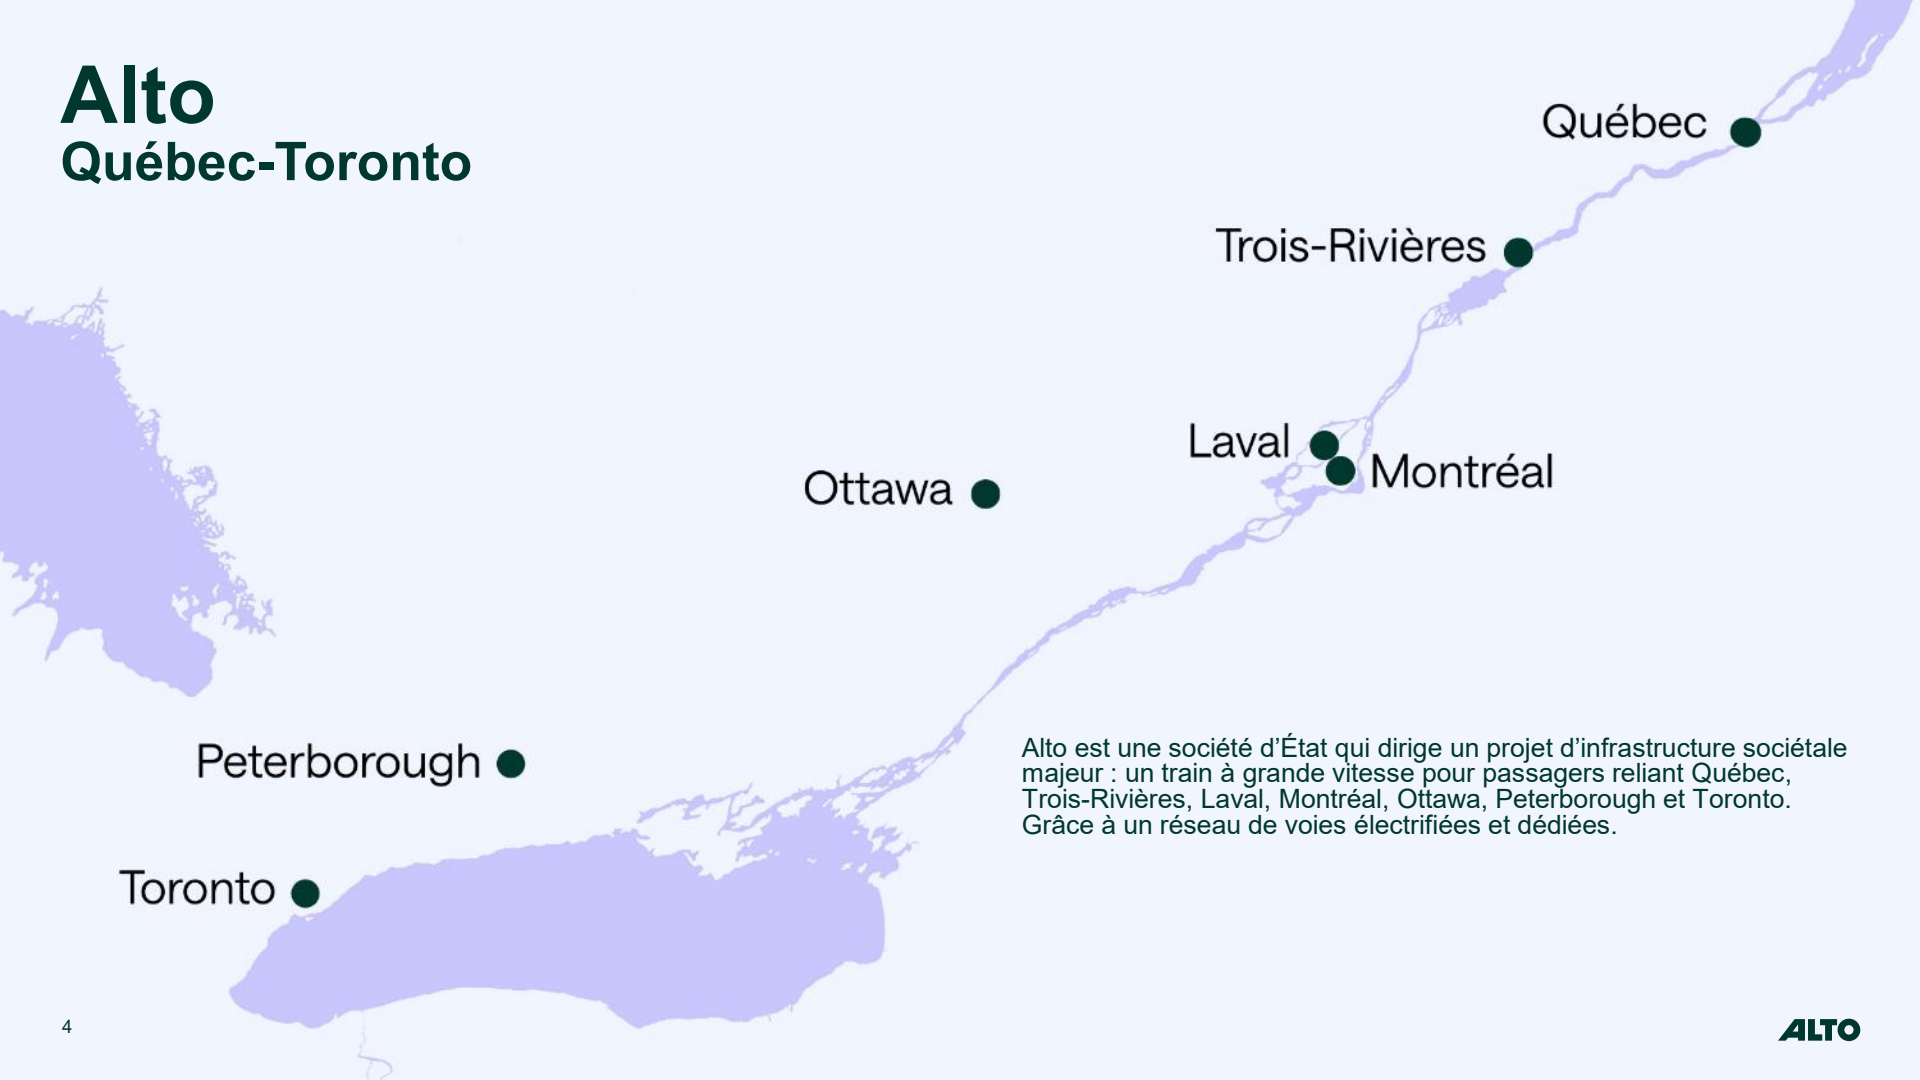 Alto
Québec-Toronto
Québec
Trois-Rivières
Laval
Montréal
Ottawa
Peterborough
Toronto
Alto est une société d’État qui dirige un projet d’infrastructure sociétale
majeur : un train à grande vitesse pour passagers reliant Québec,
Trois-Rivières, Laval, Montréal, Ottawa, Peterborough et Toronto.
Grâce à un réseau de voies électrifiées et dédiées.
4
ALTO